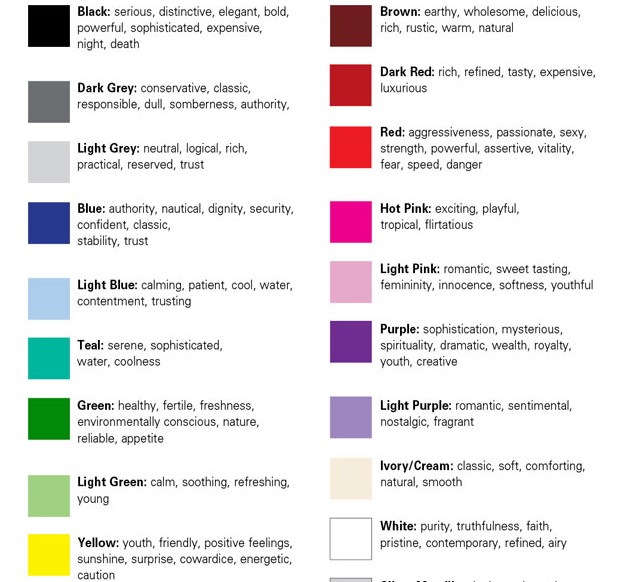 Black: serious, distinctive, elegant, bold,
powerful, sophisticated, expensive,
night, death
Dark Grey: conservative, classic,
responsible, dull, somberness, authority,
Light Grey: neutral, logical, rich,
practical, reserved, trust
Blue: authority, nautical, dignity, security,
confident, classic,
stability, trust
Light Blue: calming, patient, cool, water,
contentment, trusting
Teal: serene, sophisticated,
water, coolness
Green: healthy, fertile, freshness,
environmentally conscious, nature,
reliable, appetite
Light Green: calm, soothing, refreshing,
young
Yellow: youth, friendly, positive feelings,
sunshine, surprise, cowardice, energetic,
caution
Brown: earthy, wholesome, delicious,
rich, rustic, warm, natural
Dark Red: rich, refined, tasty, expensive,
luxurious
Red: aggressiveness, passionate, sexy,
strength, powerful, assertive, vitality,
fear, speed, danger
Hot Pink: exciting, playful,
tropical, flirtatious
Light Pink: romantic, sweet tasting,
femininity, innocence, softness, youthful
Purple: sophistication, mysterious,
spirituality, dramatic, wealth, royalty,
youth, creative
Light Purple: romantic, sentimental,
nostalgic, fragrant
Ivory/Cream: classic, soft, comforting,
natural, smooth
White: purity, truthfulness, faith,
pristine, contemporary, refined, airy